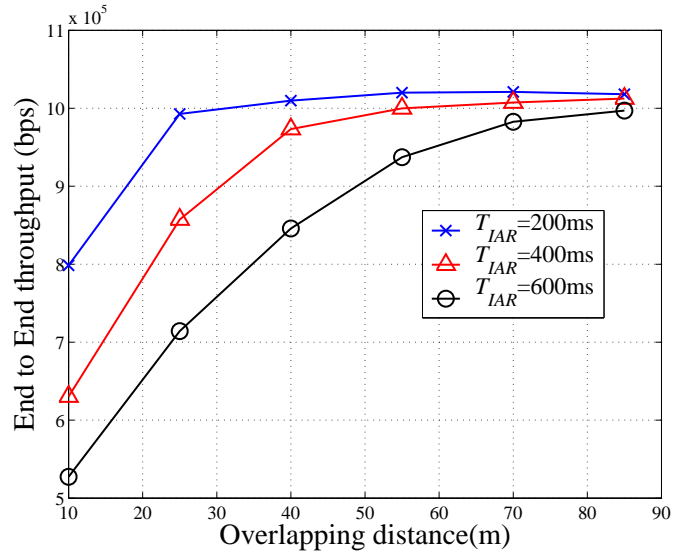 x 10^5
11
10
9
8
7
6
5
End to End throughput (bps)
T_IAR=200ms
T_IAR=400ms
T_IAR=600ms
10 20 30 40 50 60 70 80 90
Overlapping distance(m)